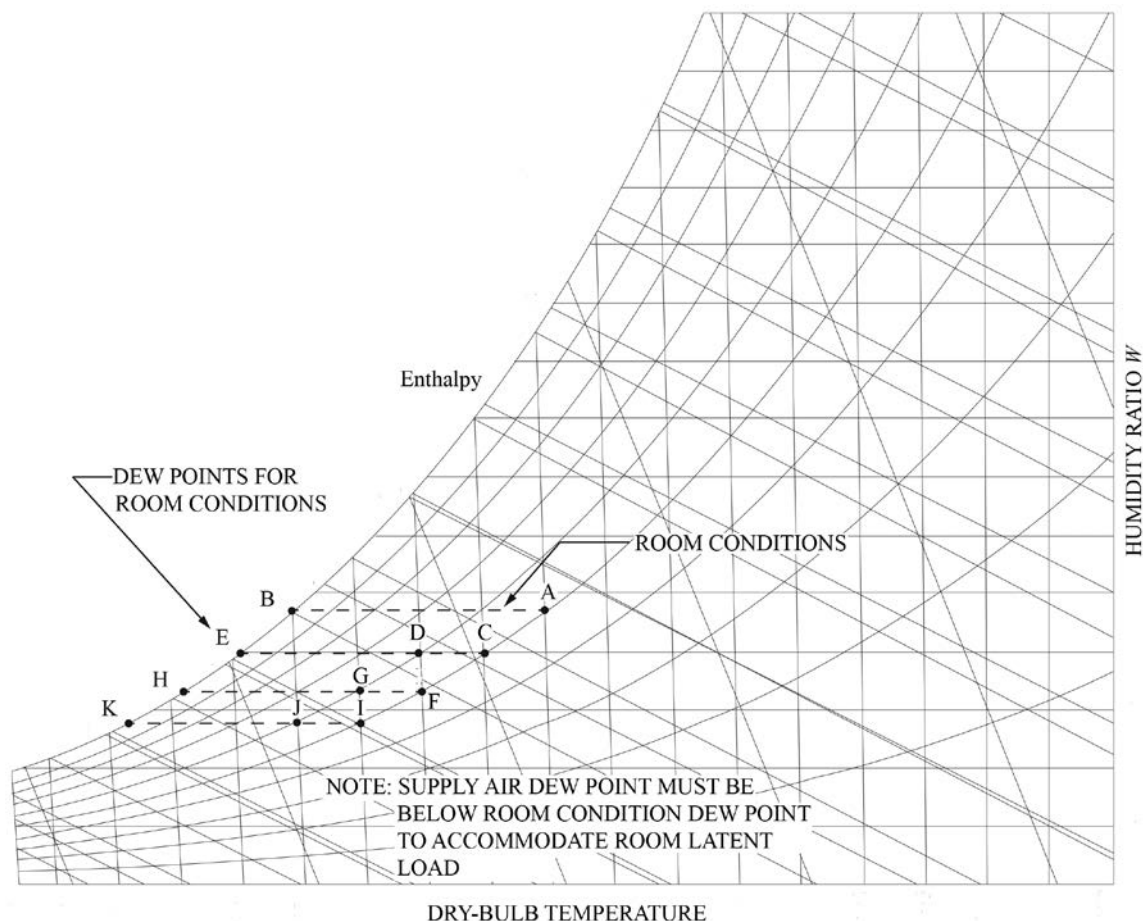 Enthalpy
DEW POINTS FOR
ROOM CONDITIONS
ROOM CONDITIONS
B
A
E
D
C
H
G
F
K
J
I
NOTE: SUPPLY AIR DEW POINT MUST BE
BELOW ROOM CONDITION DEW POINT
TO ACCOMMODATE ROOM LATENT
LOAD
DRY-BULB TEMPERATURE
HUMIDITY RATIO W